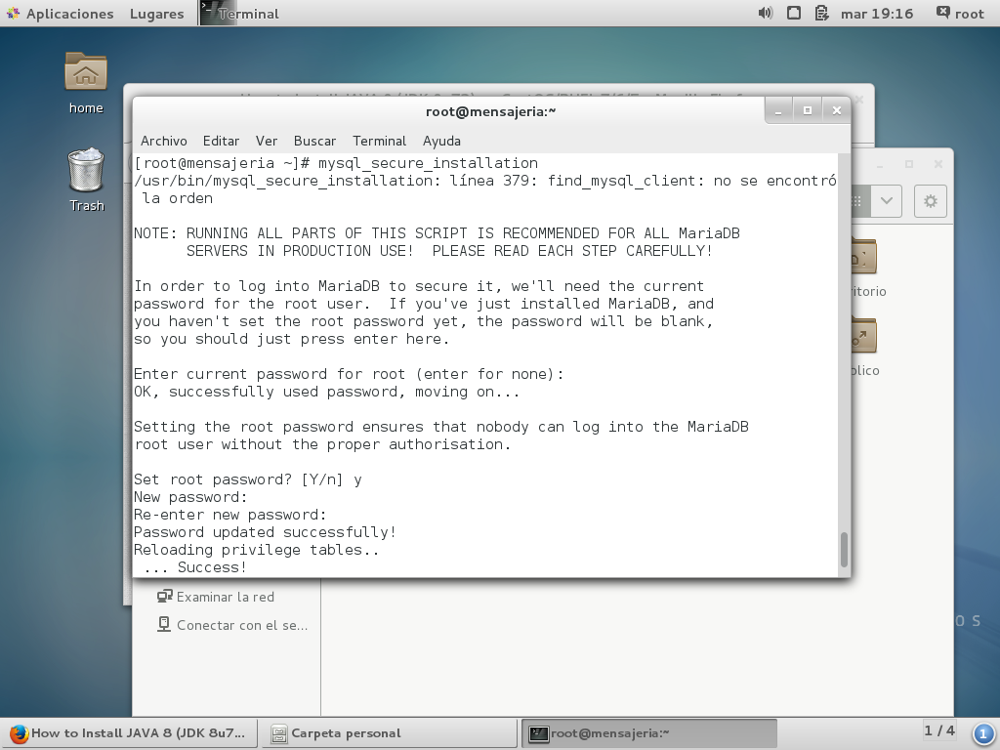 Aplicaciones Lugares Terminal mar 19:16 root
home
Trash
root@mensajeria:~
Archivo Editar Ver Buscar Terminal Ayuda
[root@mensajeria ~]# mysql_secure_installation
/usr/bin/mysql_secure_installation: línea 379: find_mysql_client: no se encontró
la orden
NOTE: RUNNING ALL PARTS OF THIS SCRIPT IS RECOMMENDED FOR ALL MariaDB
SERVERS IN PRODUCTION USE!  PLEASE READ EACH STEP CAREFULLY!
In order to log into MariaDB to secure it, we'll need the current
password for the root user.  If you've just installed MariaDB, and
you haven't set the root password yet, the password will be blank,
so you should just press enter here.
Enter current password for root (enter for none):
OK, successfully used password, moving on...
Setting the root password ensures that nobody can log into the MariaDB
root user without the proper authorisation.
Set root password? [Y/n] y
New password:
Re-enter new password:
Password updated successfully!
Reloading privilege tables..
... Success!
ritorio
Examinar la red
Conectar con el se...
O S
How to Install JAVA 8 (JDK 8u7... Carpeta personal root@mensajeria:~ 1 / 4 1